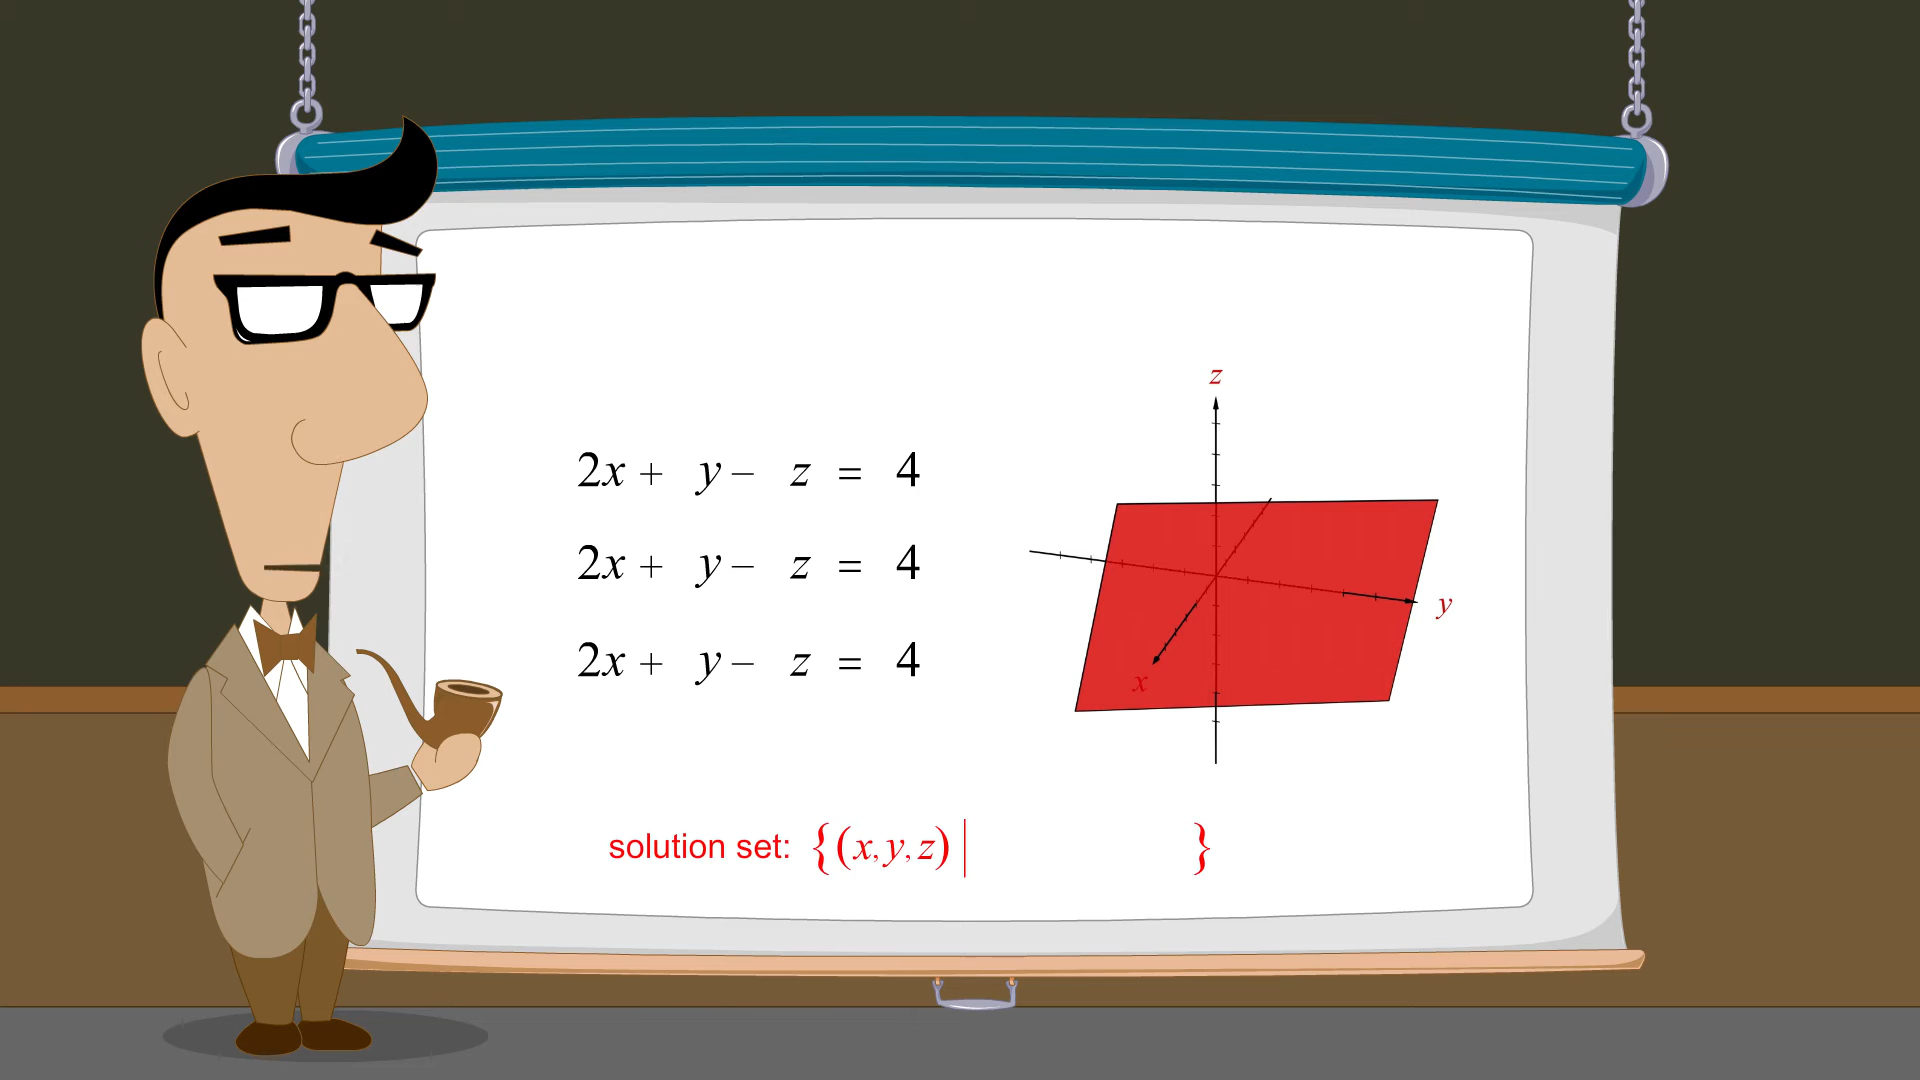 z
2x + y − z = 4
2x + y − z = 4
y
2x + y − z = 4
x
solution set: {(x, y, z) | }